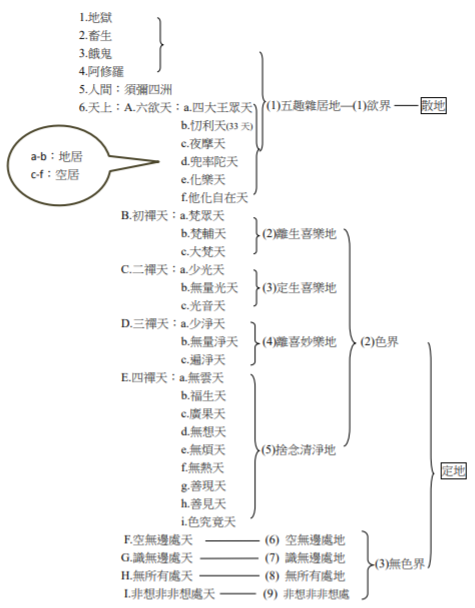 1.地獄
2.畜生
3.餓鬼
4.阿修羅
5.人間：須彌四洲
6.天上：A.六欲天：a.四大王眾天 (1)五趣雜居地—(1)欲界 —— 散地
b.忉利天(33 天)
a-b：地居
c-f：空居
c.夜摩天
d.兜率陀天
e.化樂天
f.他化自在天
B.初禪天：a.梵眾天
b.梵輔天 (2)離生喜樂地
c.大梵天
C.二禪天：a.少光天
b.無量光天 (3)定生喜樂地
c.光音天
D.三禪天：a.少淨天
b.無量淨天 (4)離喜妙樂地 (2)色界
c.遍淨天
E.四禪天：a.無雲天
b.福生天
c.廣果天
d.無想天
e.無煩天 (5)捨念清淨地
f.無熱天 定地
g.善現天
h.善見天
i.色究竟天
F.空無邊處天 —— (6) 空無邊處地
G.識無邊處天 —— (7) 識無邊處地
(3)無色界
H.無所有處天 —— (8) 無所有處地
I.非想非非想處天 —— (9) 非想非非想處